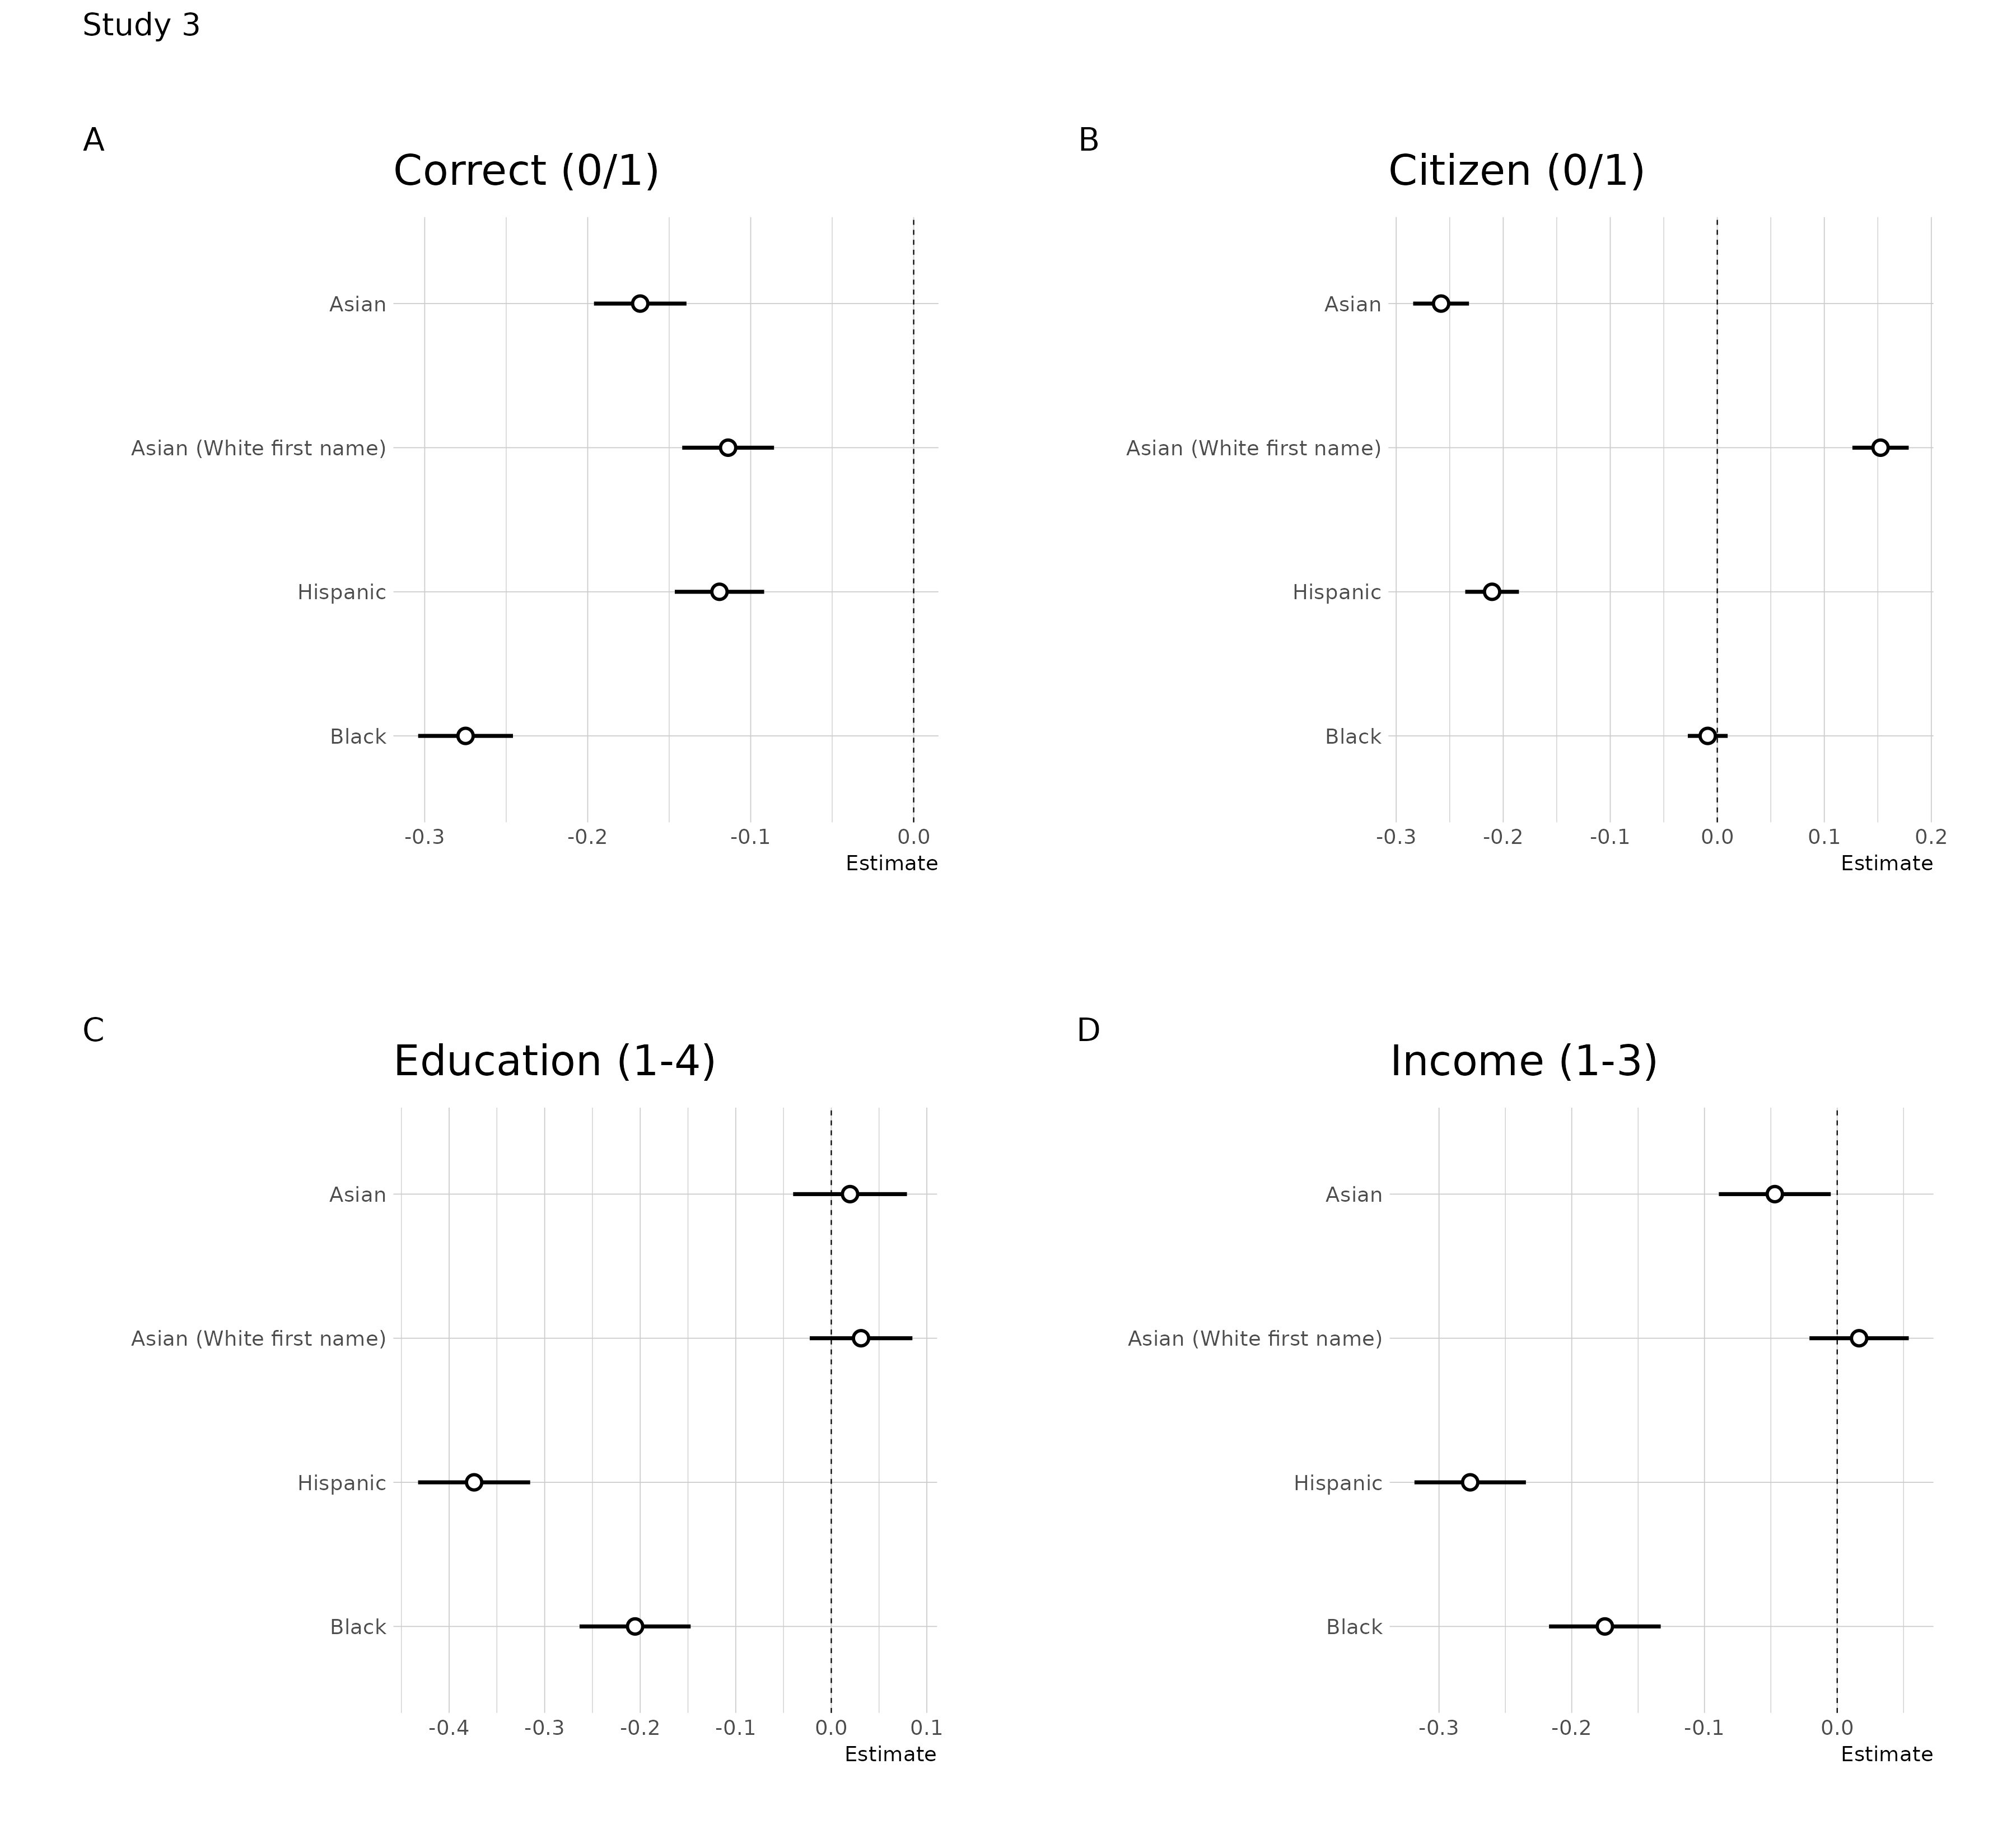 Study 3
A
Correct (0/1)
Asian
Asian (White first name)
Hispanic
Black
-0.3 -0.2 -0.1 0.0
Estimate
B
Citizen (0/1)
Asian
Asian (White first name)
Hispanic
Black
-0.3 -0.2 -0.1 0.0 0.1 0.2
Estimate
C
Education (1-4)
Asian
Asian (White first name)
Hispanic
Black
-0.4 -0.3 -0.2 -0.1 0.0 0.1
Estimate
D
Income (1-3)
Asian
Asian (White first name)
Hispanic
Black
-0.3 -0.2 -0.1 0.0
Estimate